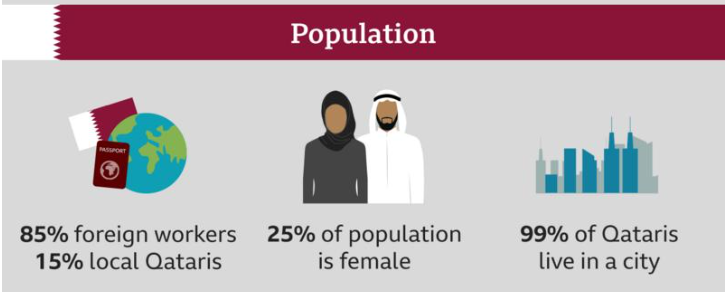 Population
PASSPORT
85% foreign workers
15% local Qataris
25% of population
is female
99% of Qataris
live in a city